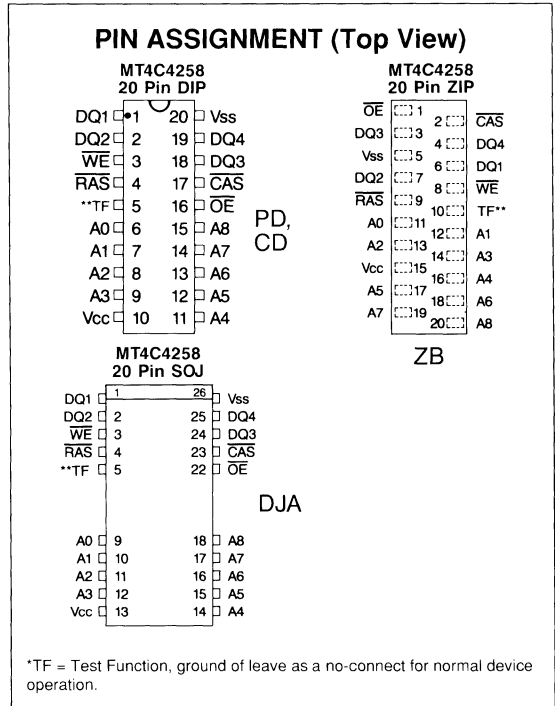 PIN ASSIGNMENT (Top View)
MT4C4258
20 Pin DIP
DQ1 1 20 Vss
DQ2 2 19 DQ4
WE 3 18 DQ3
RAS 4 17 CAS
**TF 5 16 OE
A0 6 15 A8
A1 7 14 A7
A2 8 13 A6
A3 9 12 A5
Vcc 10 11 A4
PD,
CD
MT4C4258
20 Pin ZIP
OE 1
2 CAS
DQ3 3
4 DQ4
Vss 5
6 DQ1
DQ2 7
8 WE
RAS 9
10 TF**
A0 11
12 A1
A2 13
14 A3
Vcc 15
16 A4
A5 17
18 A6
A7 19
20 A8
ZB
MT4C4258
20 Pin SOJ
DQ1 1 26 Vss
DQ2 2 25 DQ4
WE 3 24 DQ3
RAS 4 23 CAS
**TF 5 22 OE
A0 9 18 A8
A1 10 17 A7
A2 11 16 A6
A3 12 15 A5
Vcc 13 14 A4
DJA
*TF = Test Function, ground of leave as a no-connect for normal device
operation.